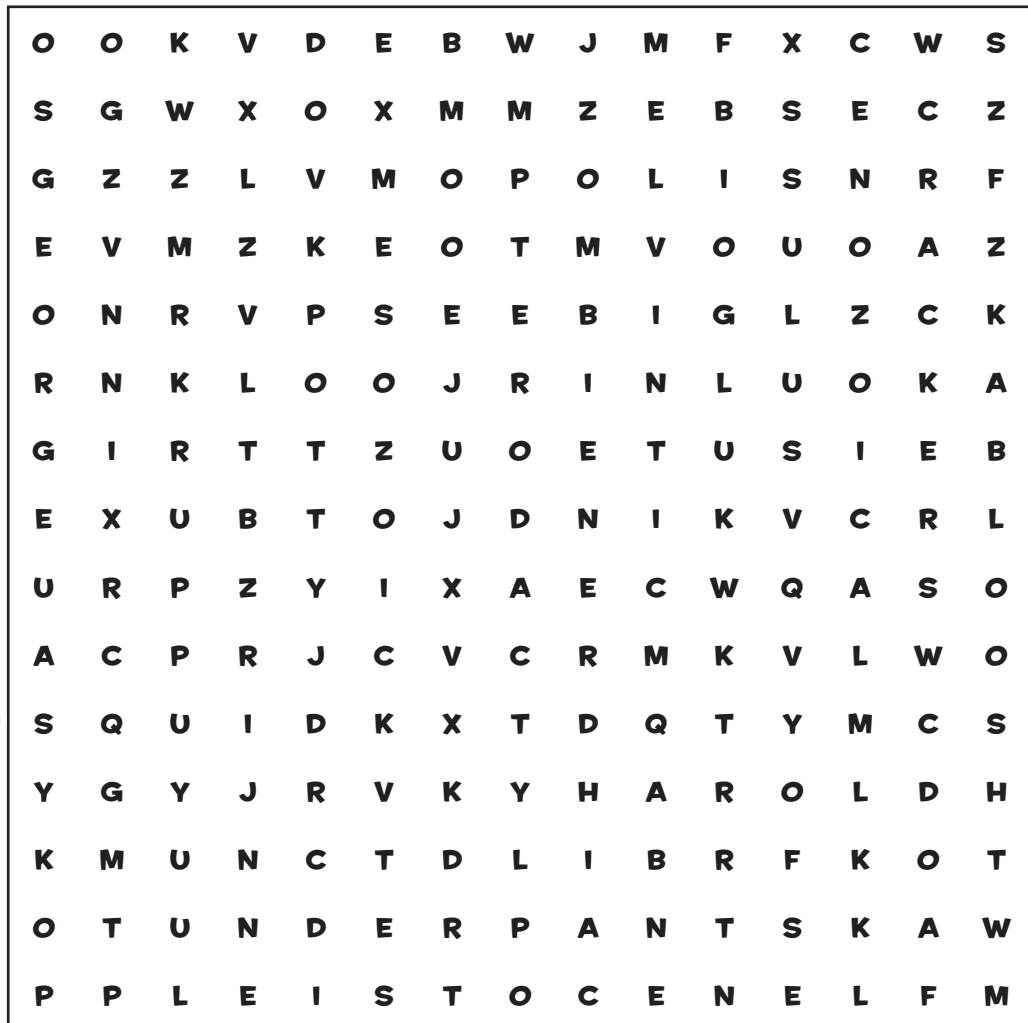 O O K V D E B W J M F X C W S
S G W X O X M M Z E B S E C Z
G Z Z L V M O P O L I S N R F
E V M Z K E O T M V O U O A Z
O N R V P S E E B I G L Z C K
R N K L O O J R I N L U O K A
G I R T T Z U O E T U S I E B
E X U B T O J D N I K V C R L
U R P Z Y I X A E C W Q A S O
A C P R J C V C R M K V L W O
S Q U I D K X T D Q T Y M C S
Y G Y J R V K Y H A R O L D H
K M U N C T D L I B R F K O T
O T U N D E R P A N T S K A W
P P L E I S T O C E N E L F M